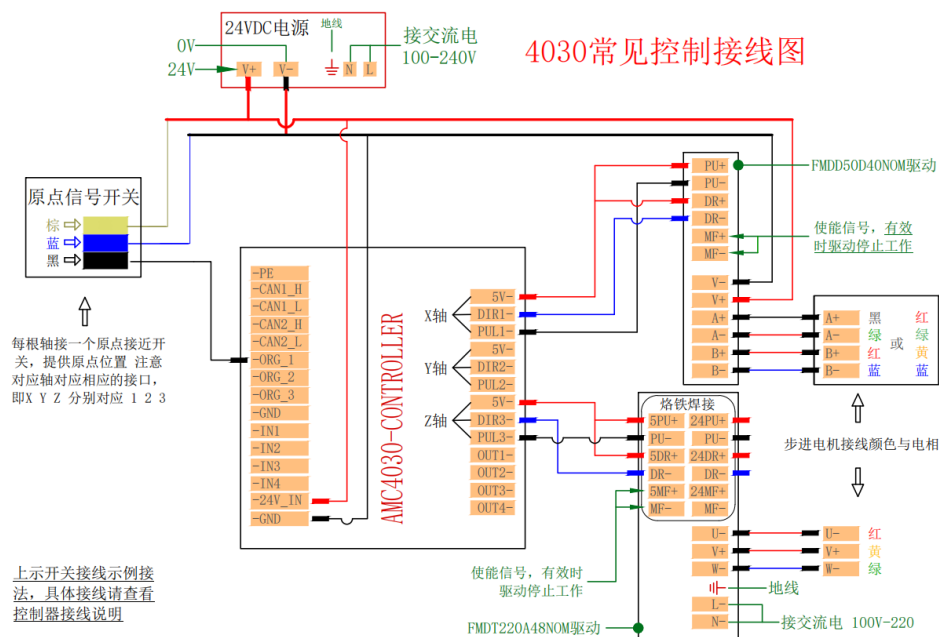 4030常见控制接线图
24VDC电源
地线
0V
24V
V+
V-
N
L
接交流电
100-240V
原点信号开关
棕
蓝
黑
每根轴接一个原点接近开
关，提供原点位置 注意
对应轴对应相应的接口，
即X Y Z 分别对应 1 2 3
上示开关接线示例接
法，具体接线请查看
控制器接线说明
-PE
-CAN1_H
-CAN1_L
-CAN2_H
-CAN2_L
-ORG_1
-ORG_2
-ORG_3
-GND
-IN1
-IN2
-IN3
-IN4
-24V_IN
-GND
AMC4030-CONTROLLER
X轴
Y轴
Z轴
5V-
DIR1-
PUL1-
5V-
DIR2-
PUL2-
5V-
DIR3-
PUL3-
OUT1-
OUT2-
OUT3-
OUT4-
PU+
PU-
DR+
DR-
MF+
MF-
V-
V+
A+
A-
B+
B-
FMDD50D40NOM驱动
使能信号，有效
时驱动停止工作
A+ 黑 红
A- 绿 绿
或
B+ 红 黄
B- 蓝 蓝
步进电机接线颜色与电相
烙铁焊接
5PU+ 24PU+
PU- PU-
5DR+ 24DR+
DR- DR-
5MF+ 24MF+
MF- MF-
使能信号，有效时
驱动停止工作
U- U- 红
V+ V+ 黄
W- W- 绿
地线
L-
N-
接交流电 100V-220
FMDT220A48NOM驱动